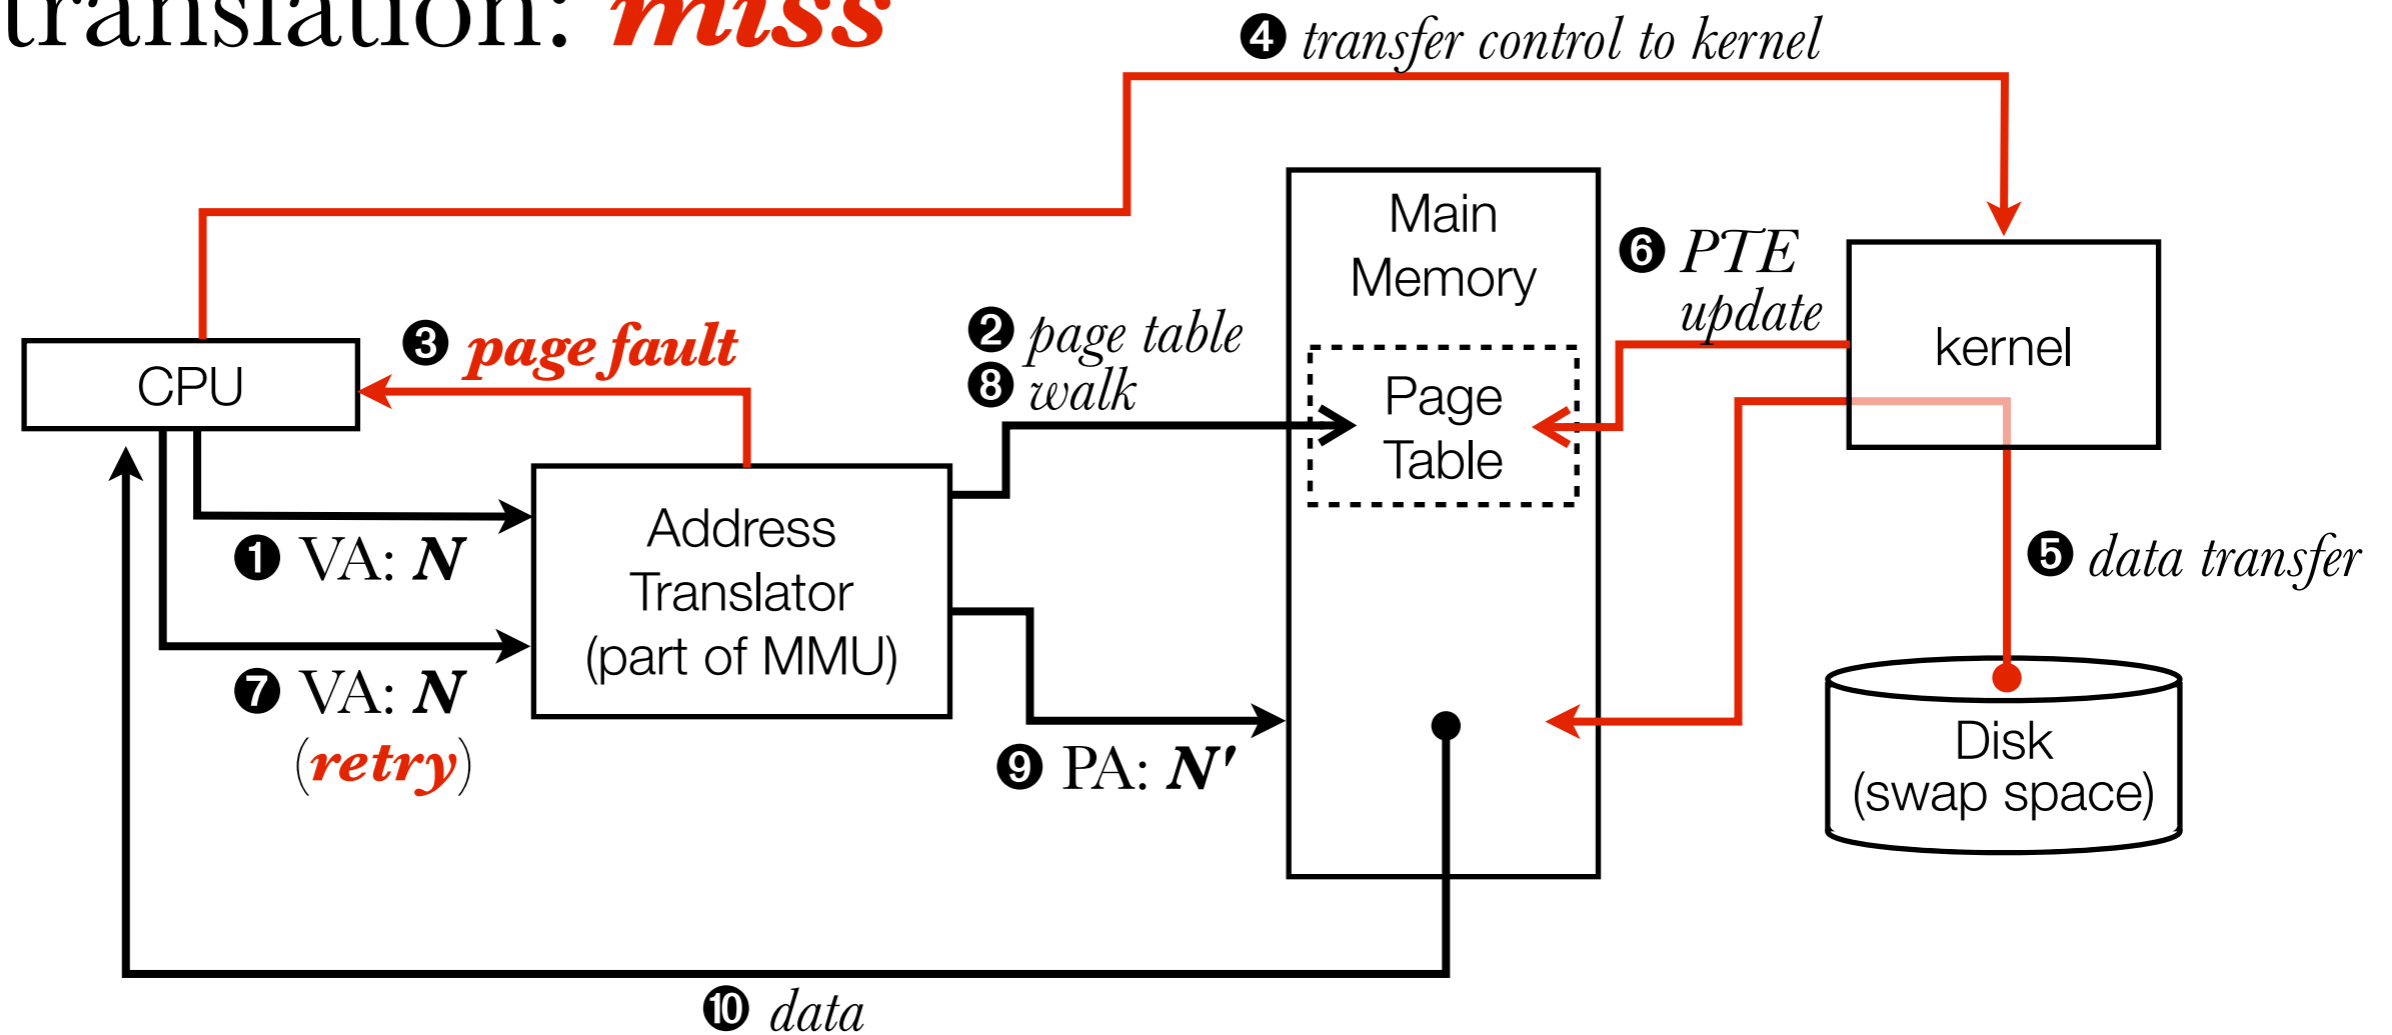 translation: miss
❹ transfer control to kernel
Main
Memory
❻ PTE
update
❷ page table
❽ walk
❸ page fault
kernel
CPU
Page
Table
Address
Translator
(part of MMU)
❶ VA: N
❺ data transfer
❼ VA: N
(retry)
❾ PA: N'
Disk
(swap space)
❿ data